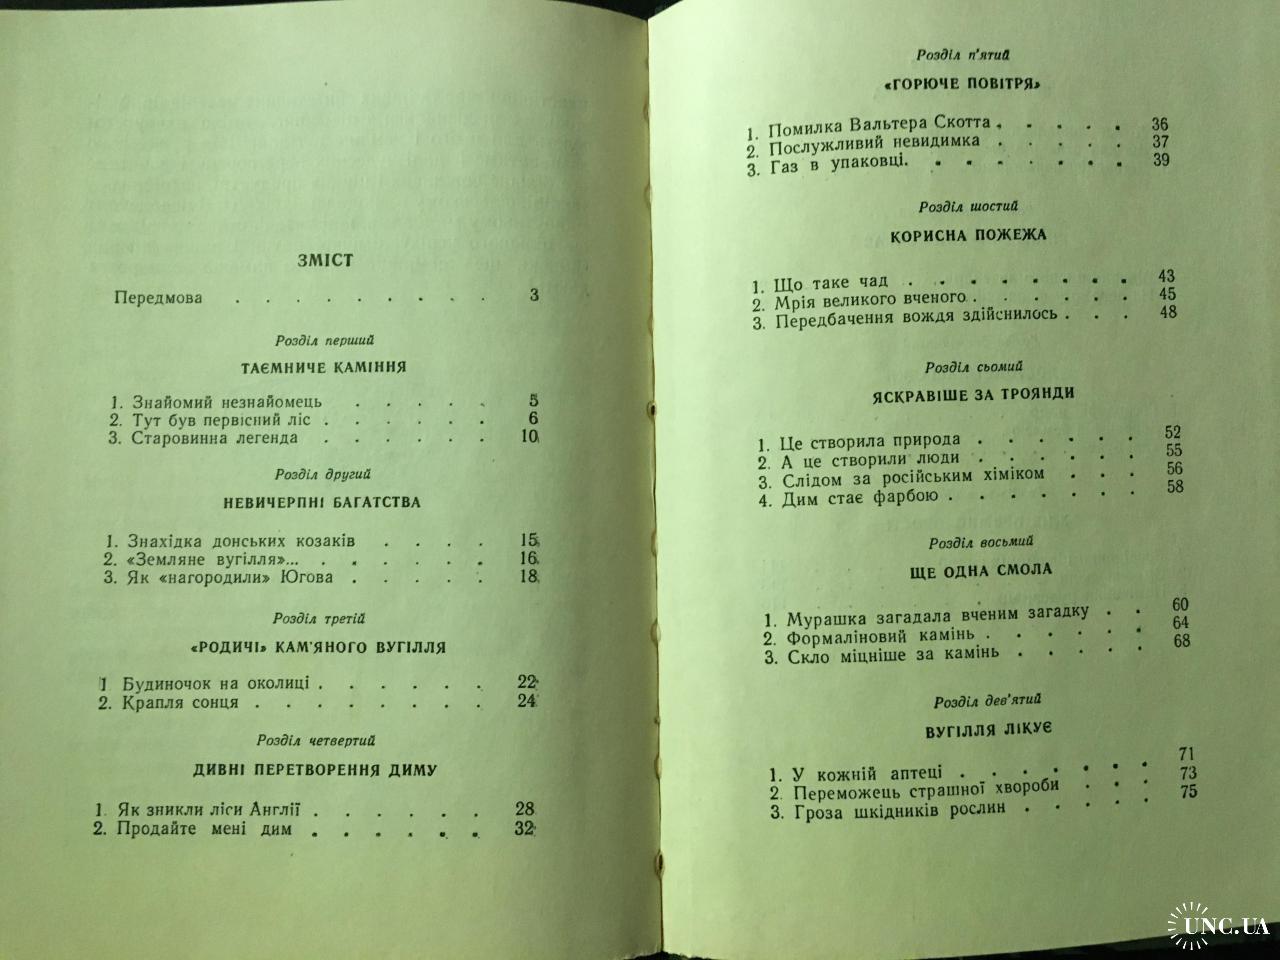 ЗМІСТ
Передмова . . . . . . . . . . 3
Розділ перший
ТАЄМНИЧЕ КАМІННЯ
1. Знайомий незнайомець . . . . . 5
2. Тут був первісний ліс . . . . . . 6
3. Старовинна легенда . . . . . . 10
Розділ другий
НЕВИЧЕРПНІ БАГАТСТВА
1. Знахідка донських козаків . . . . 15
2. «Земляне вугілля»... . . . . . . 16
3. Як «нагородили» Югова . . . . . 18
Розділ третій
«РОДИЧІ» КАМ'ЯНОГО ВУГІЛЛЯ
1 Будиночок на околиці . . . . . . 22
2. Крапля сонця . . . . . . . . 24
Розділ четвертий
ДИВНІ ПЕРЕТВОРЕННЯ ДИМУ
1. Як зникли ліси Англії . . . . . . 28
2. Продайте мені дим . . . . . . 32
Розділ п'ятий
«ГОРЮЧЕ ПОВІТРЯ»
1. Помилка Вальтера Скотта . . . . . 36
2. Послужливий невидимка . . . . . 37
3. Газ в упаковці. . . . . . . . 39
Розділ шостий
КОРИСНА ПОЖЕЖА
1. Що таке чад . . . . . . . . 43
2. Мрія великого вченого . . . . . . 45
3. Передбачення вождя здійснилось . . . 48
Розділ сьомий
ЯСКРАВІШЕ ЗА ТРОЯНДИ
1. Це створила природа . . . . . . 52
2. А це створили люди . . . . . . 55
3. Слідом за російським хіміком . . . 56
4. Дим стає фарбою . . . . . . . 58
Розділ восьмий
ЩЕ ОДНА СМОЛА
1. Мурашка загадала вченим загадку . . 60
2. Формаліновий камінь . . . . . . 64
3. Скло міцніше за камінь . . . . . 68
Розділ дев'ятий
ВУГІЛЛЯ ЛІКУЄ
1. У кожній аптеці . . . . . . . 71
2. Переможець страшної хвороби . . . 73
3. Гроза шкідників рослин . . . . . 75
UNC.UA